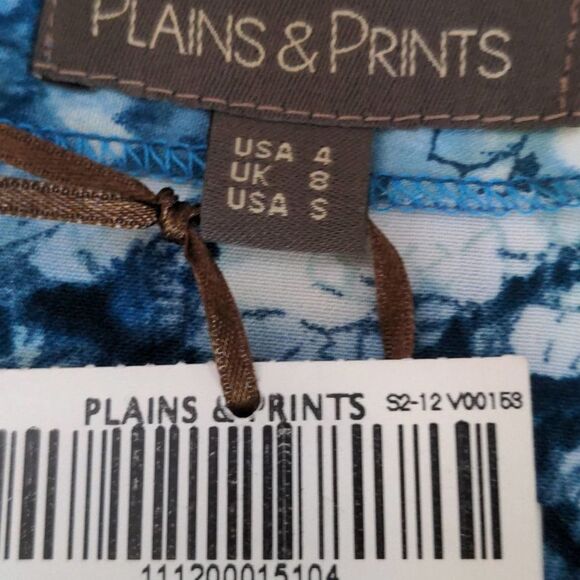 PLAINS & PRINTS
USA 4
UK 8
USA S
PLAINS & PRINTS S2-12 V00153
111200015104